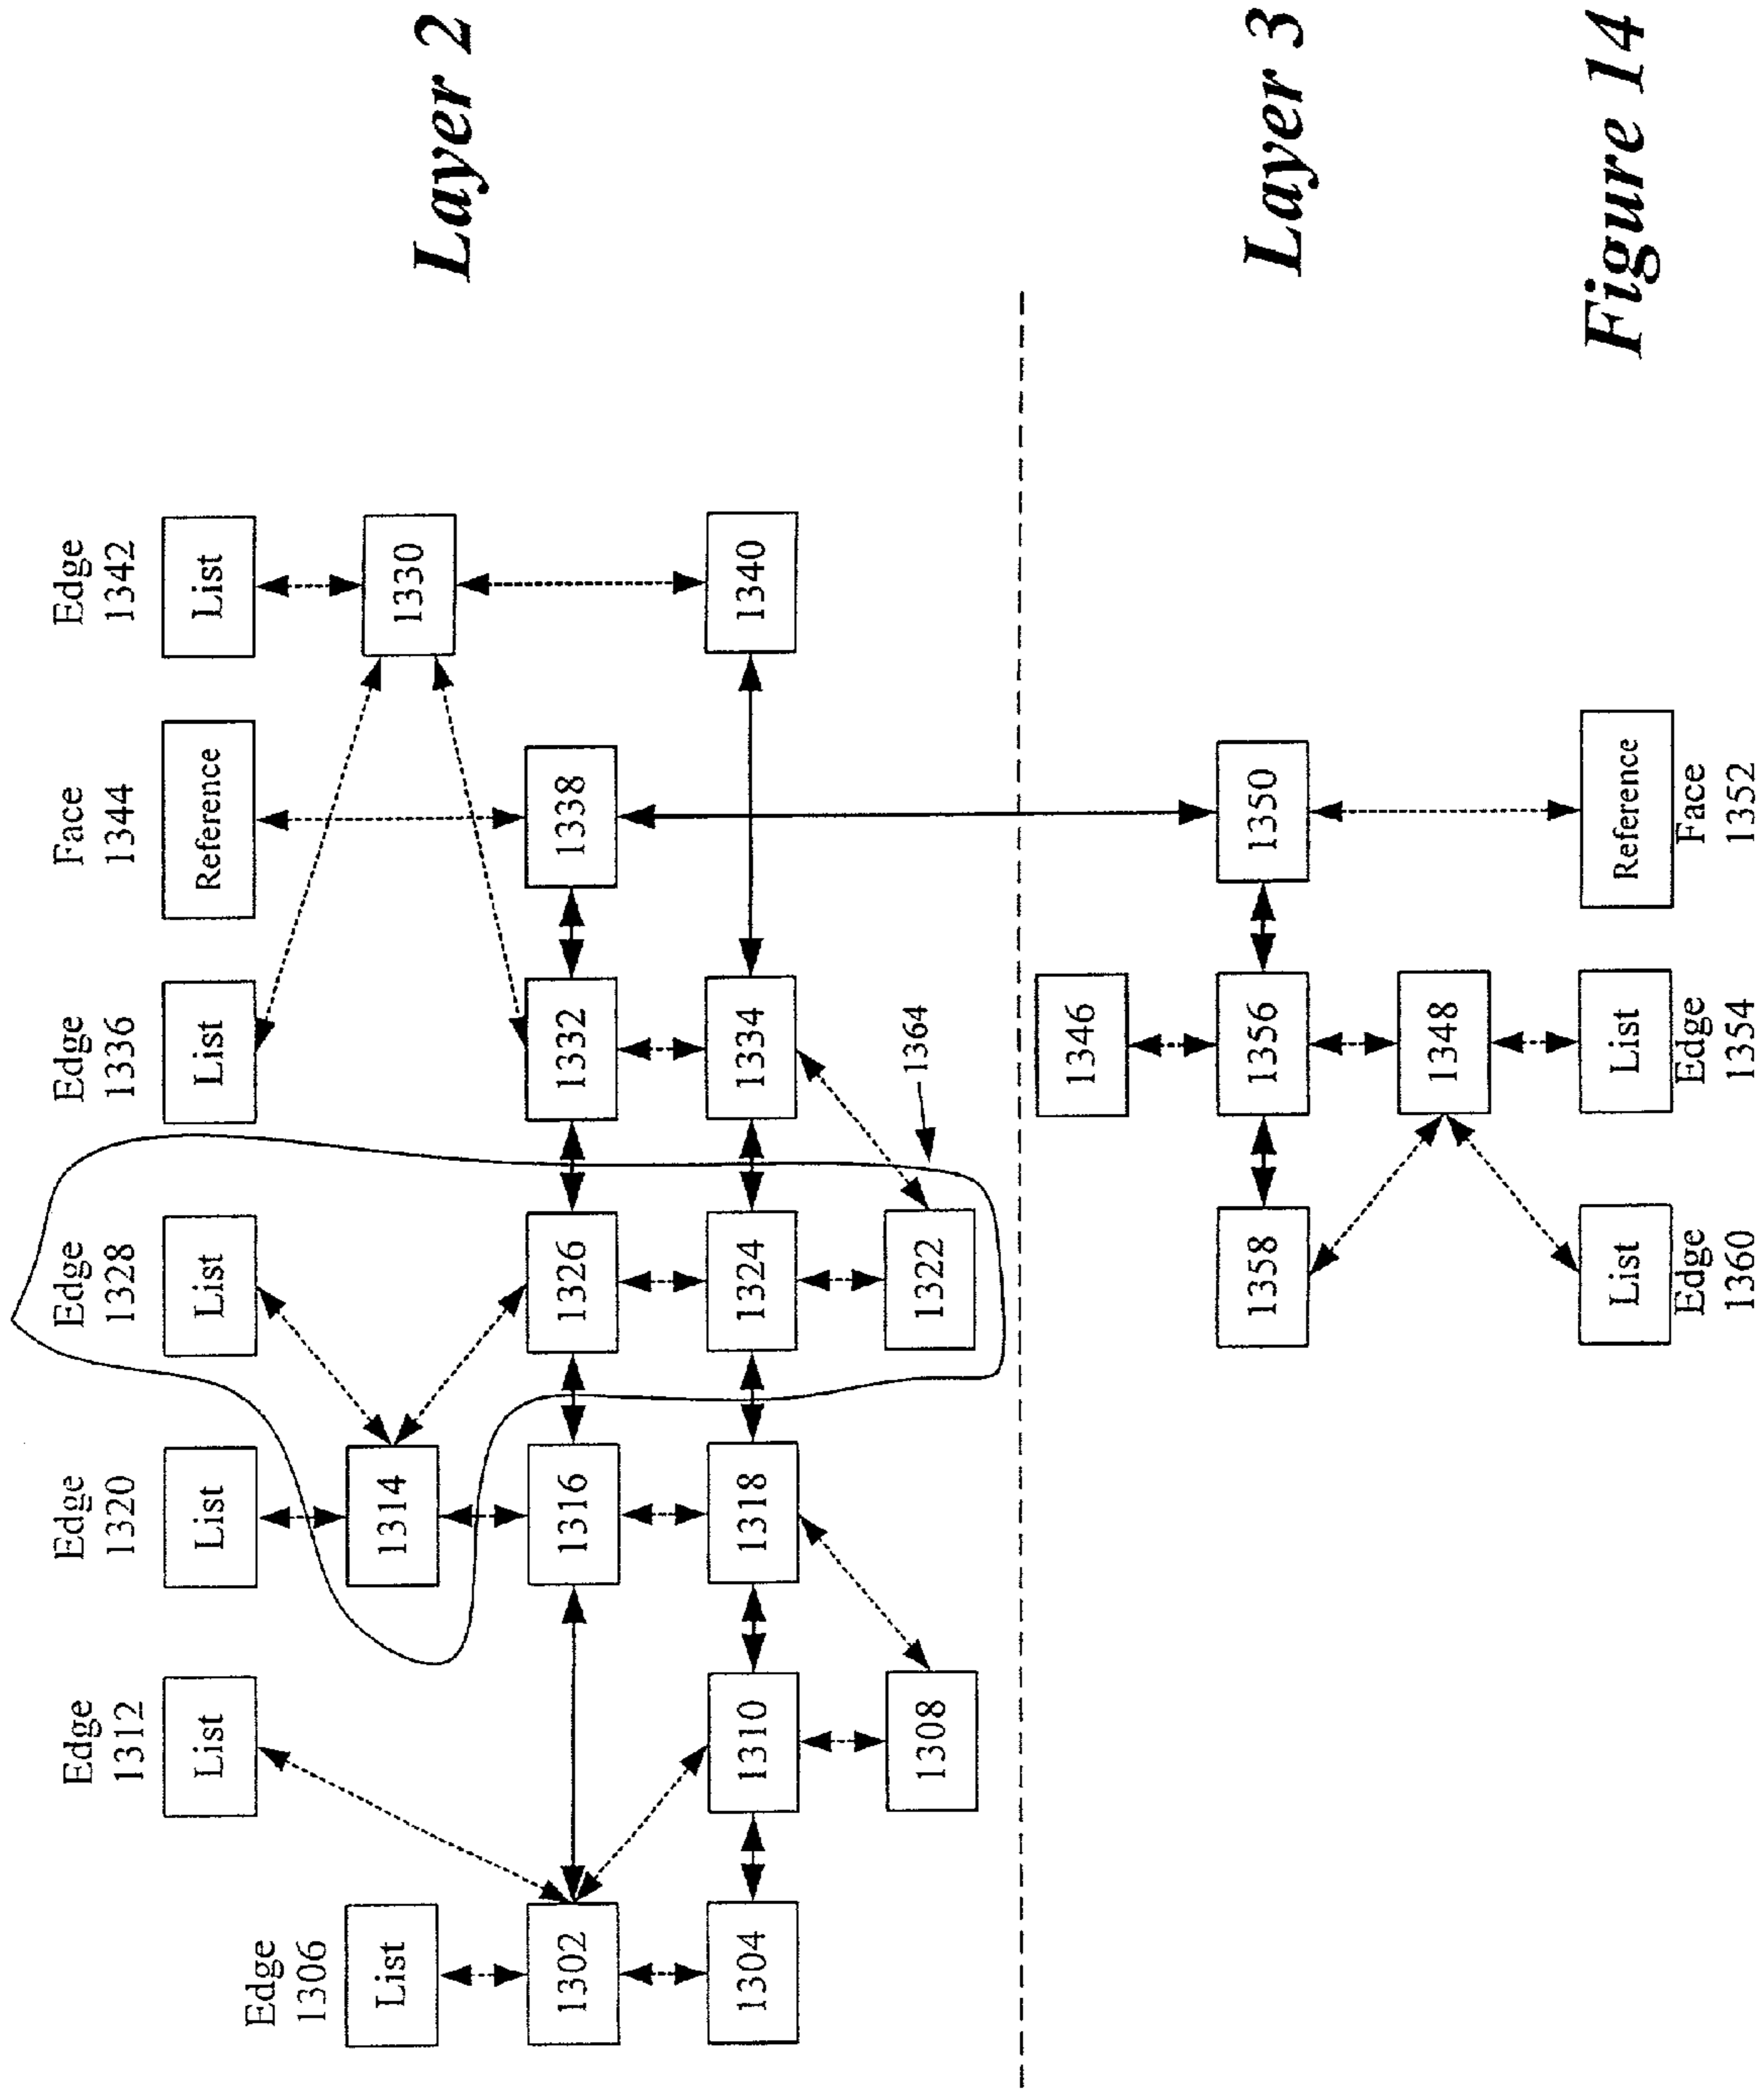 Layer 2
Edge
1306
Edge
1312
Edge
1320
Edge
1328
Edge
1336
Face
1344
Edge
1342
List
List
List
List
List
Reference
List
1314
1330
1302
1316
1326
1332
1338
1304
1310
1318
1324
1334
1340
1308
1322
1364
Layer 3
1346
1358
1356
1350
1348
List
List
Reference
Edge
1360
Edge
1354
Face
1352
Figure 14